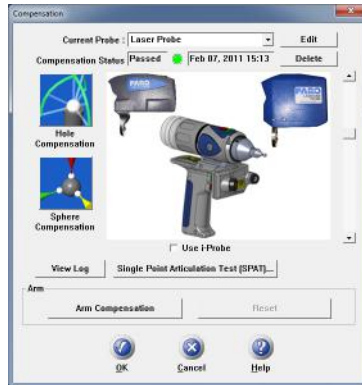 Compensation
Current Probe : Laser Probe Edit
Compensation Status Passed Feb 07, 2011 15:13 Delete
FARO
FARO
Hole
Compensation
Sphere
Compensation
Use i-Probe
View Log Single Point Articulation Test (SPAT)...
Arm
Arm Compensation Reset
OK Cancel Help